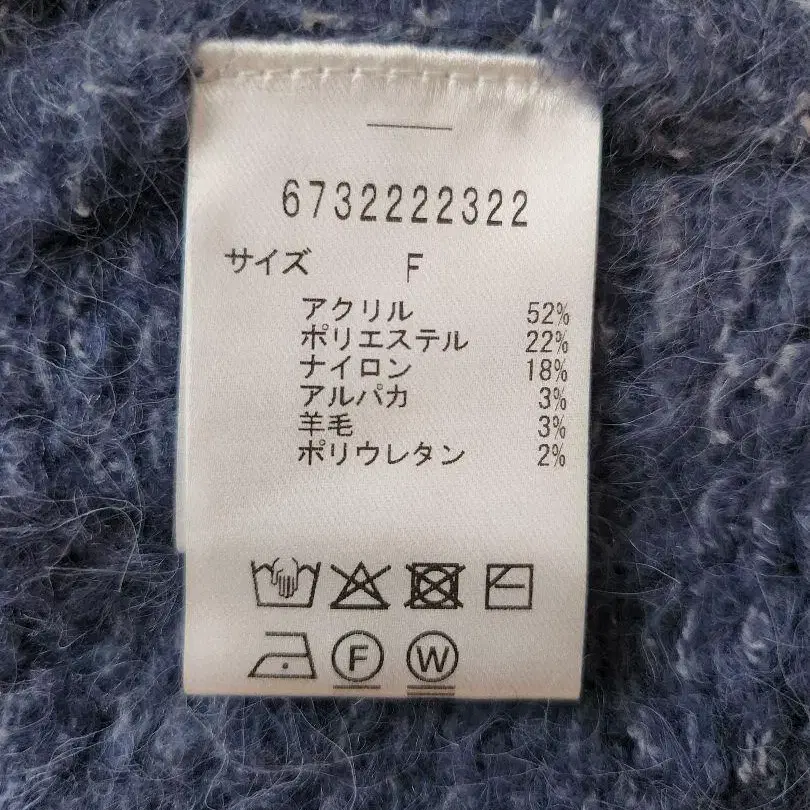 6732222322
サイズ F
アクリル 52%
ポリエステル 22%
ナイロン 18%
アルパカ 3%
羊毛 3%
ポリウレタン 2%
F W